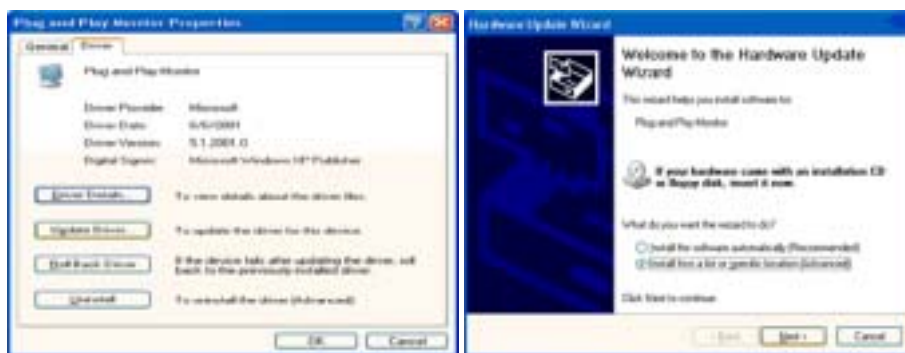 Plug and Play Monitor Properties
General Driver
Plug and Play Monitor
Driver Provider: Microsoft
Driver Date: 6/6/2001
Driver Version: 5.1.2001.0
Digital Signer: Microsoft Windows XP Publisher
Driver Details... To view details about the driver files.
Update Driver... To update the driver for this device.
Roll Back Driver If the device fails after updating the driver, roll
back to the previously installed driver.
Uninstall To uninstall the driver (Advanced).
OK Cancel
Hardware Update Wizard
Welcome to the Hardware Update
Wizard
This wizard helps you install software for:
Plug and Play Monitor
If your hardware came with an installation CD
or floppy disk, insert it now.
What do you want the wizard to do?
Install the software automatically (Recommended)
Install from a list or specific location (Advanced)
Click Next to continue.
< Back Next > Cancel